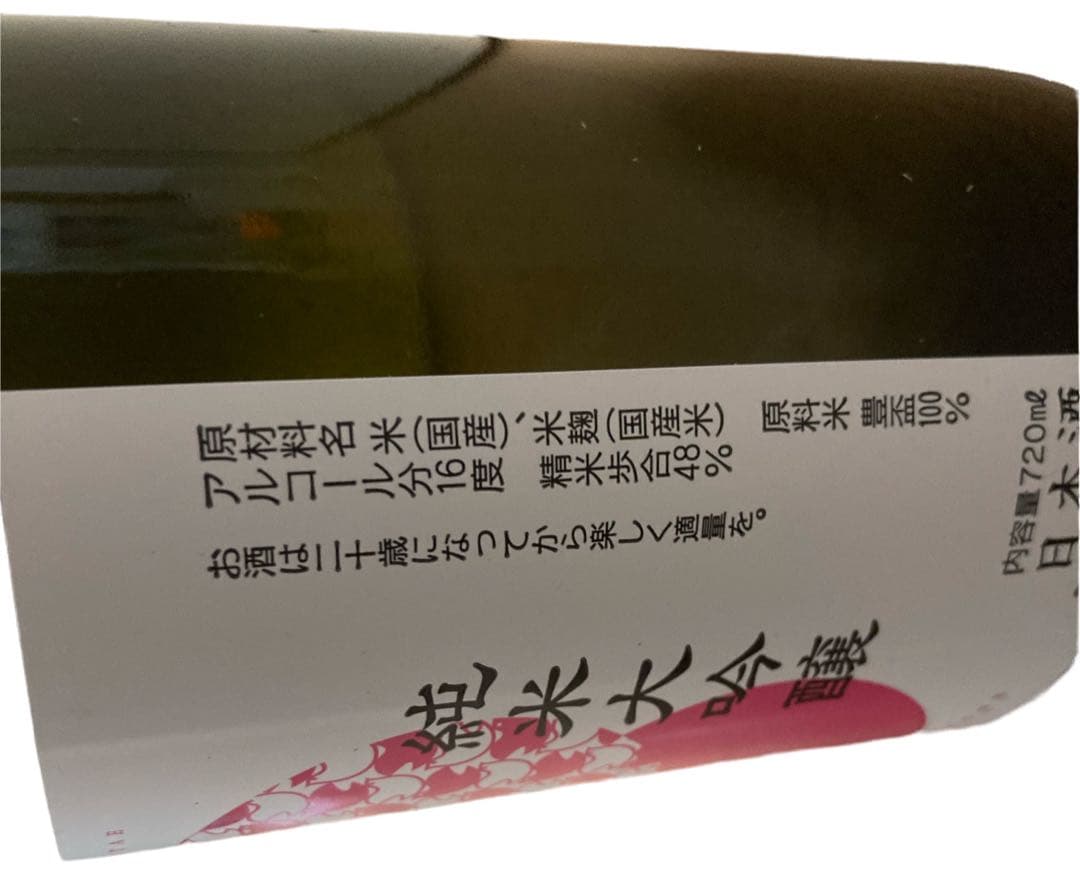 原材料名 米(国産)、米麹(国産米) 原料米 豊盃100%
アルコール分16度 精米歩合48%
お酒は二十歳になってから楽しく適量を。
純米大吟醸
内容量720mℓ
日本酒